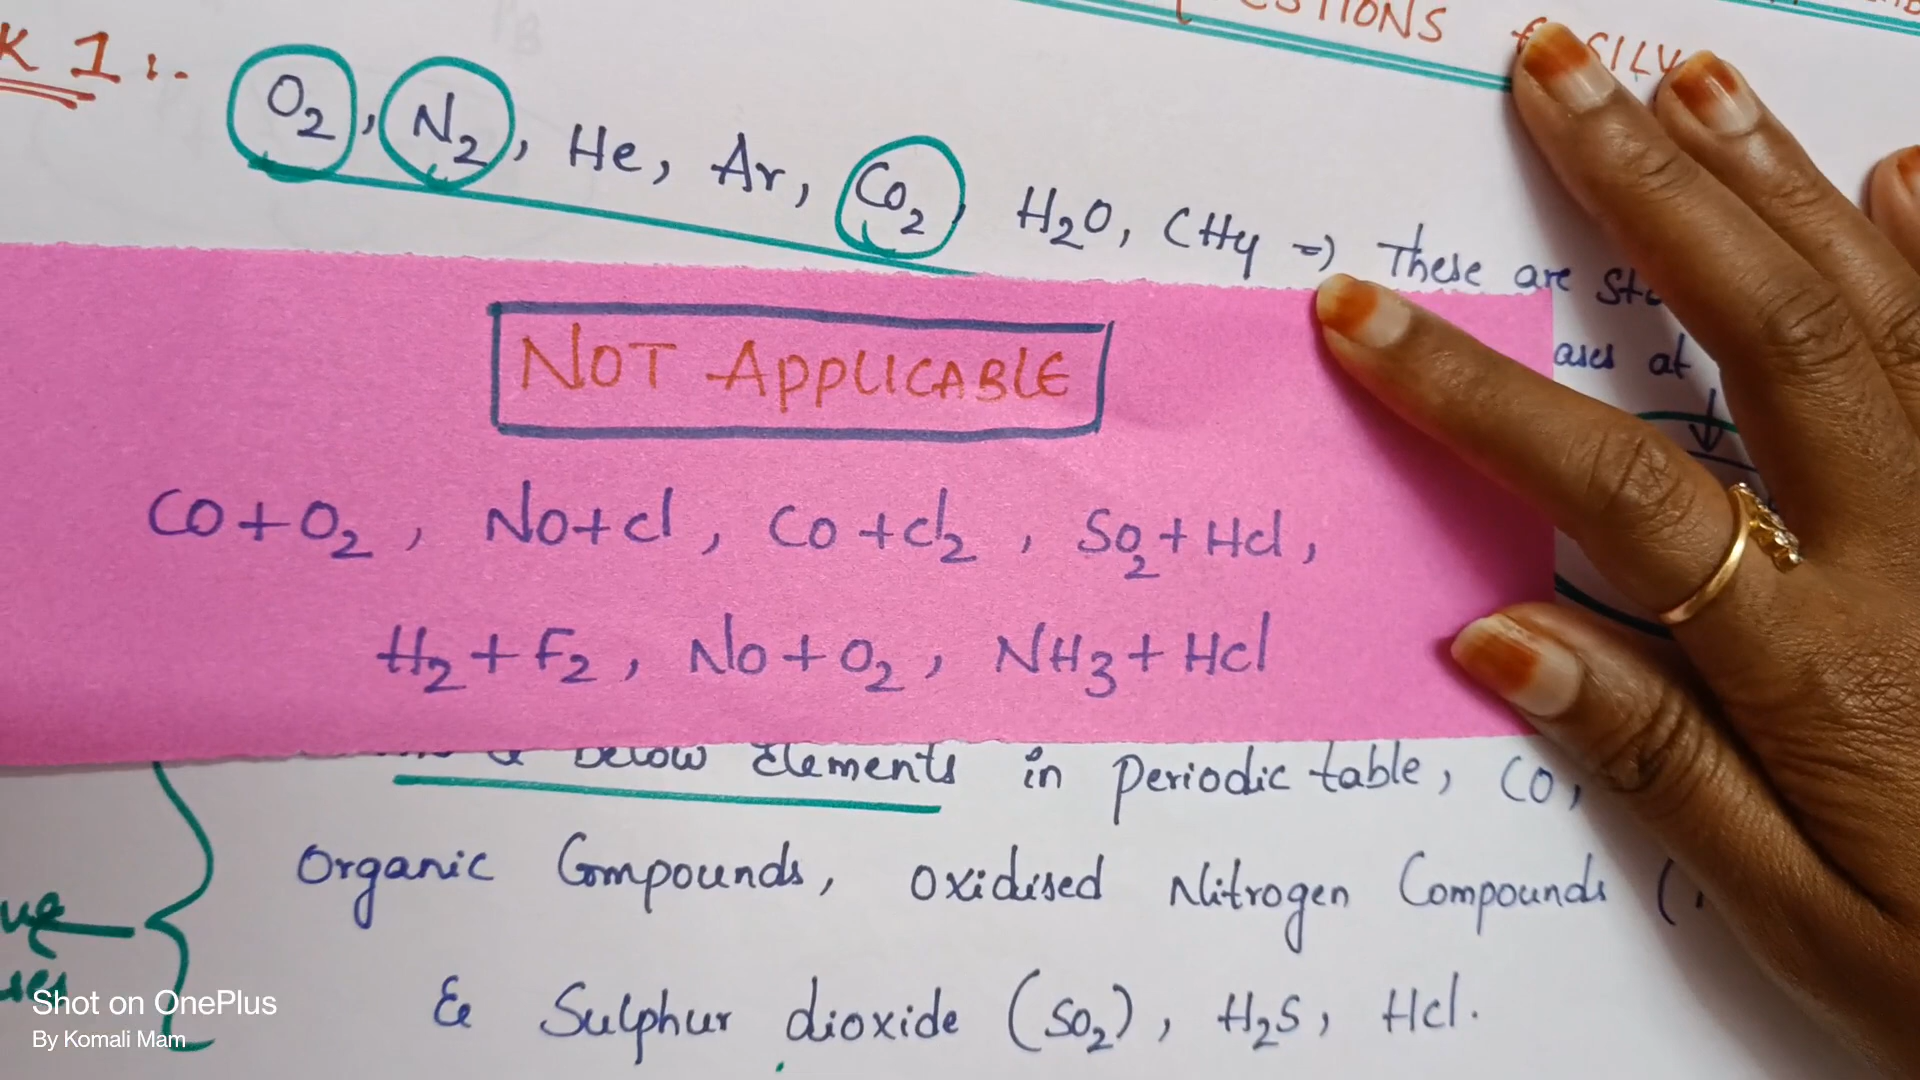 K 1:-
O2, N2, He, Ar, Co2, H2O, CH4 => These are
NOT APPLICABLE
ases at
CO+O2, No+cl, Co+cl2, SO2+Hcl,
H2+F2, No+O2, NH3+Hcl
below Elements in periodic table, CO,
Organic Compounds, oxidised Nitrogen Compounds (
& Sulphur dioxide (SO2), H2S, Hcl.
Shot on OnePlus
By Komali Mam